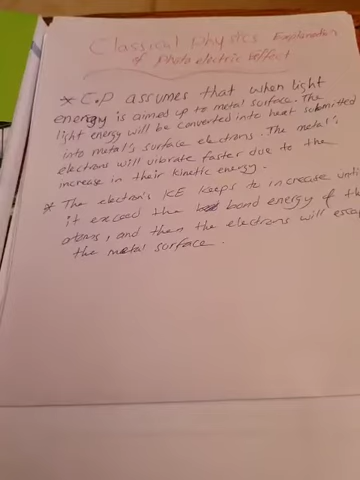 Classical Physics Explanation
of Photoelectric Effect
* C.P assumes that when light
energy is aimed up to metal surface. The
light energy will be converted into heat submitted
into metal's surface electrons. The metal's
electrons will vibrate faster due to the
increase in their kinetic energy.
* The electron's KE keeps to increase until
it exceed the bond energy of the
atoms, and then the electrons will escap
the metal surface.